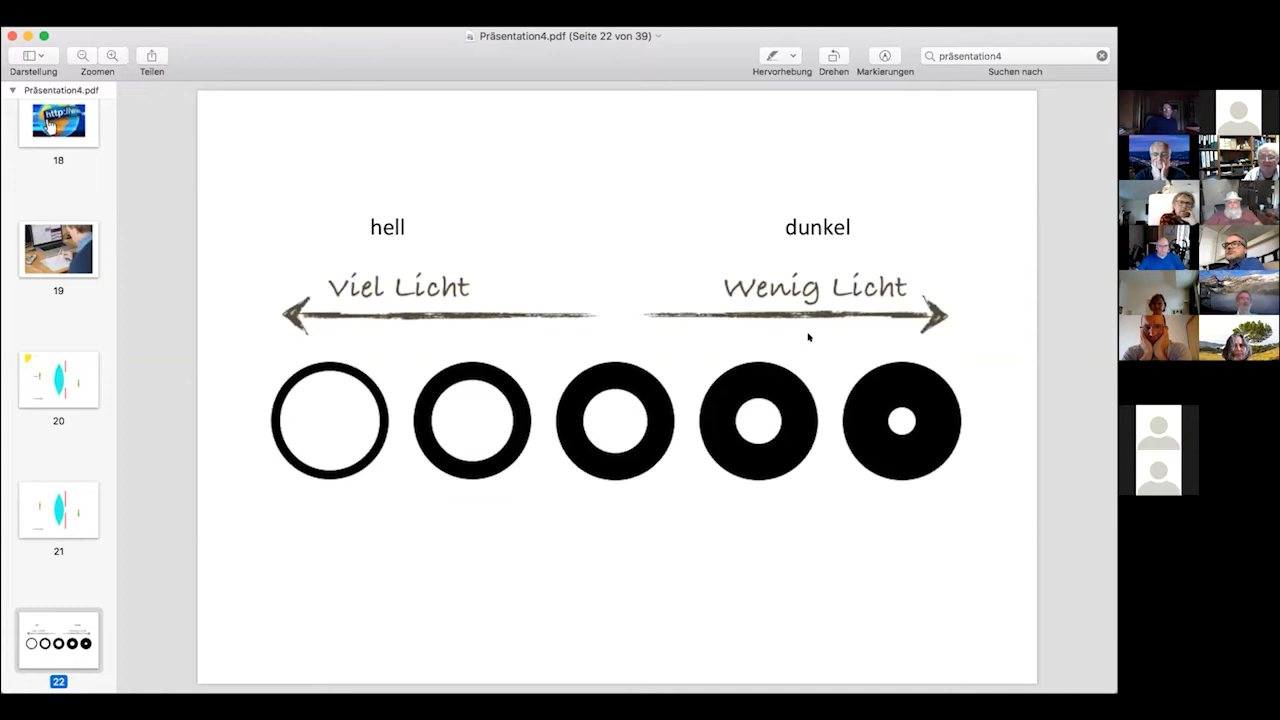 Präsentation4.pdf (Seite 22 von 39)
präsentation4
Darstellung
Zoomen
Teilen
Hervorhebung
Drehen
Markierungen
Suchen nach
Präsentation4.pdf
http://
18
19
20
21
22
hell
dunkel
Viel Licht
Wenig Licht